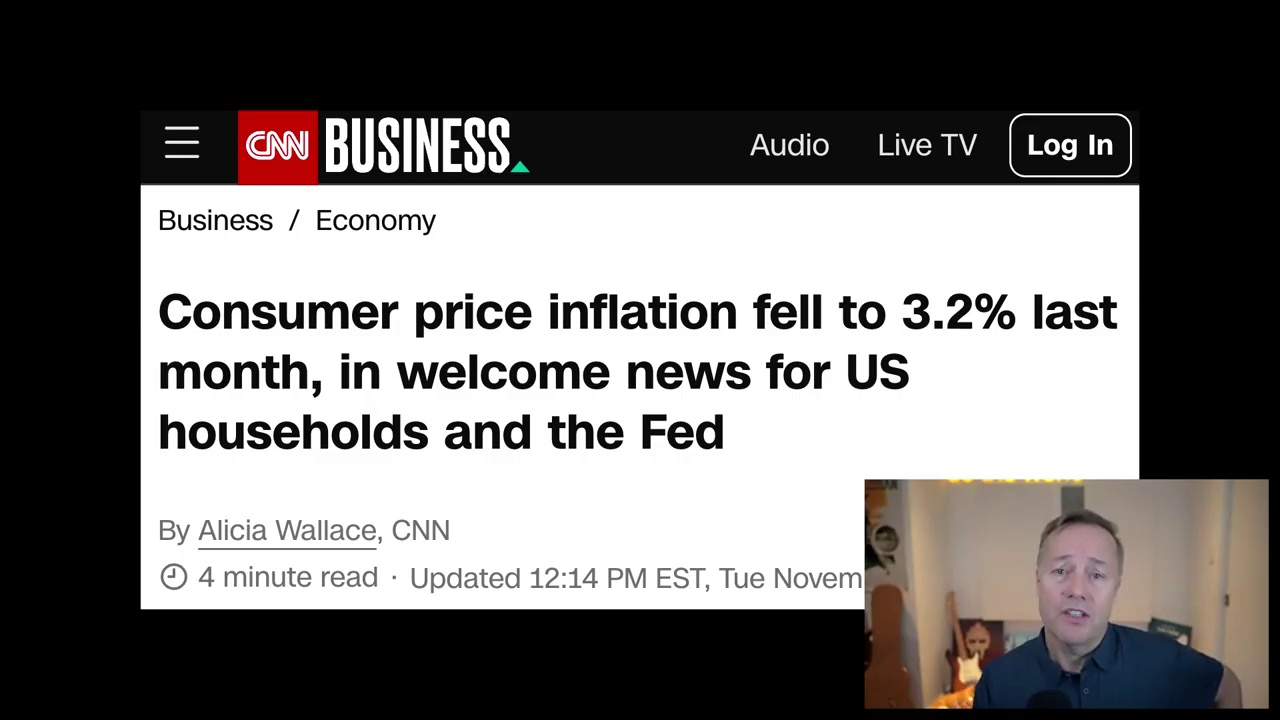 CNN BUSINESS
Audio
Live TV
Log In
Business / Economy
Consumer price inflation fell to 3.2% last
month, in welcome news for US
households and the Fed
By Alicia Wallace, CNN
4 minute read · Updated 12:14 PM EST, Tue Novem